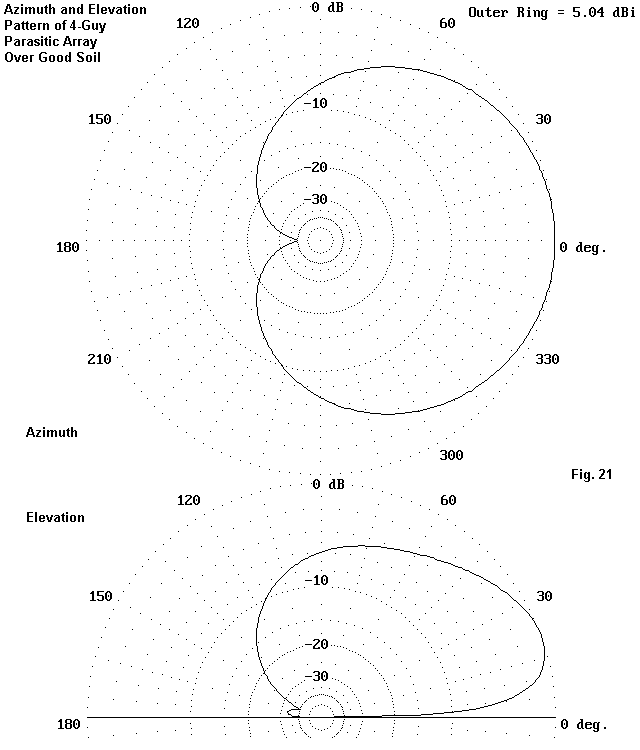 Azimuth and Elevation
Pattern of 4-Guy
Parasitic Array
Over Good Soil
Outer Ring = 5.04 dBi
0 dB
120
60
-10
150
30
-20
-30
180
0 deg.
210
330
Azimuth
300
Fig. 21
0 dB
120
60
Elevation
-10
150
30
-20
-30
180
0 deg.